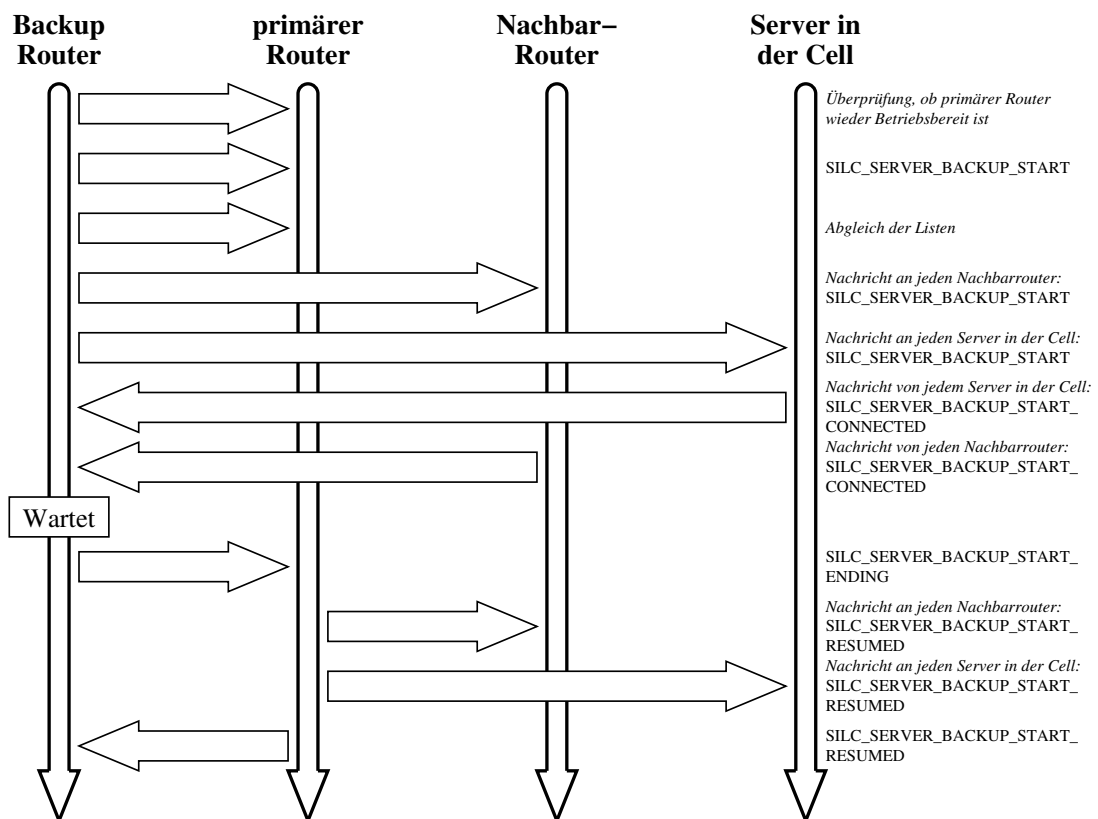 Backup
Router
primärer
Router
Nachbar−
Router
Server in
der Cell
Überprüfung, ob primärer Router
wieder Betriebsbereit ist
SILC_SERVER_BACKUP_START
Abgleich der Listen
Nachricht an jeden Nachbarrouter:
SILC_SERVER_BACKUP_START
Nachricht an jeden Server in der Cell:
SILC_SERVER_BACKUP_START
Nachricht von jedem Server in der Cell:
SILC_SERVER_BACKUP_START_
CONNECTED
Nachricht von jeden Nachbarrouter:
SILC_SERVER_BACKUP_START_
CONNECTED
Wartet
SILC_SERVER_BACKUP_START_
ENDING
Nachricht an jeden Nachbarrouter:
SILC_SERVER_BACKUP_START_
RESUMED
Nachricht an jeden Server in der Cell:
SILC_SERVER_BACKUP_START_
RESUMED
SILC_SERVER_BACKUP_START_
RESUMED